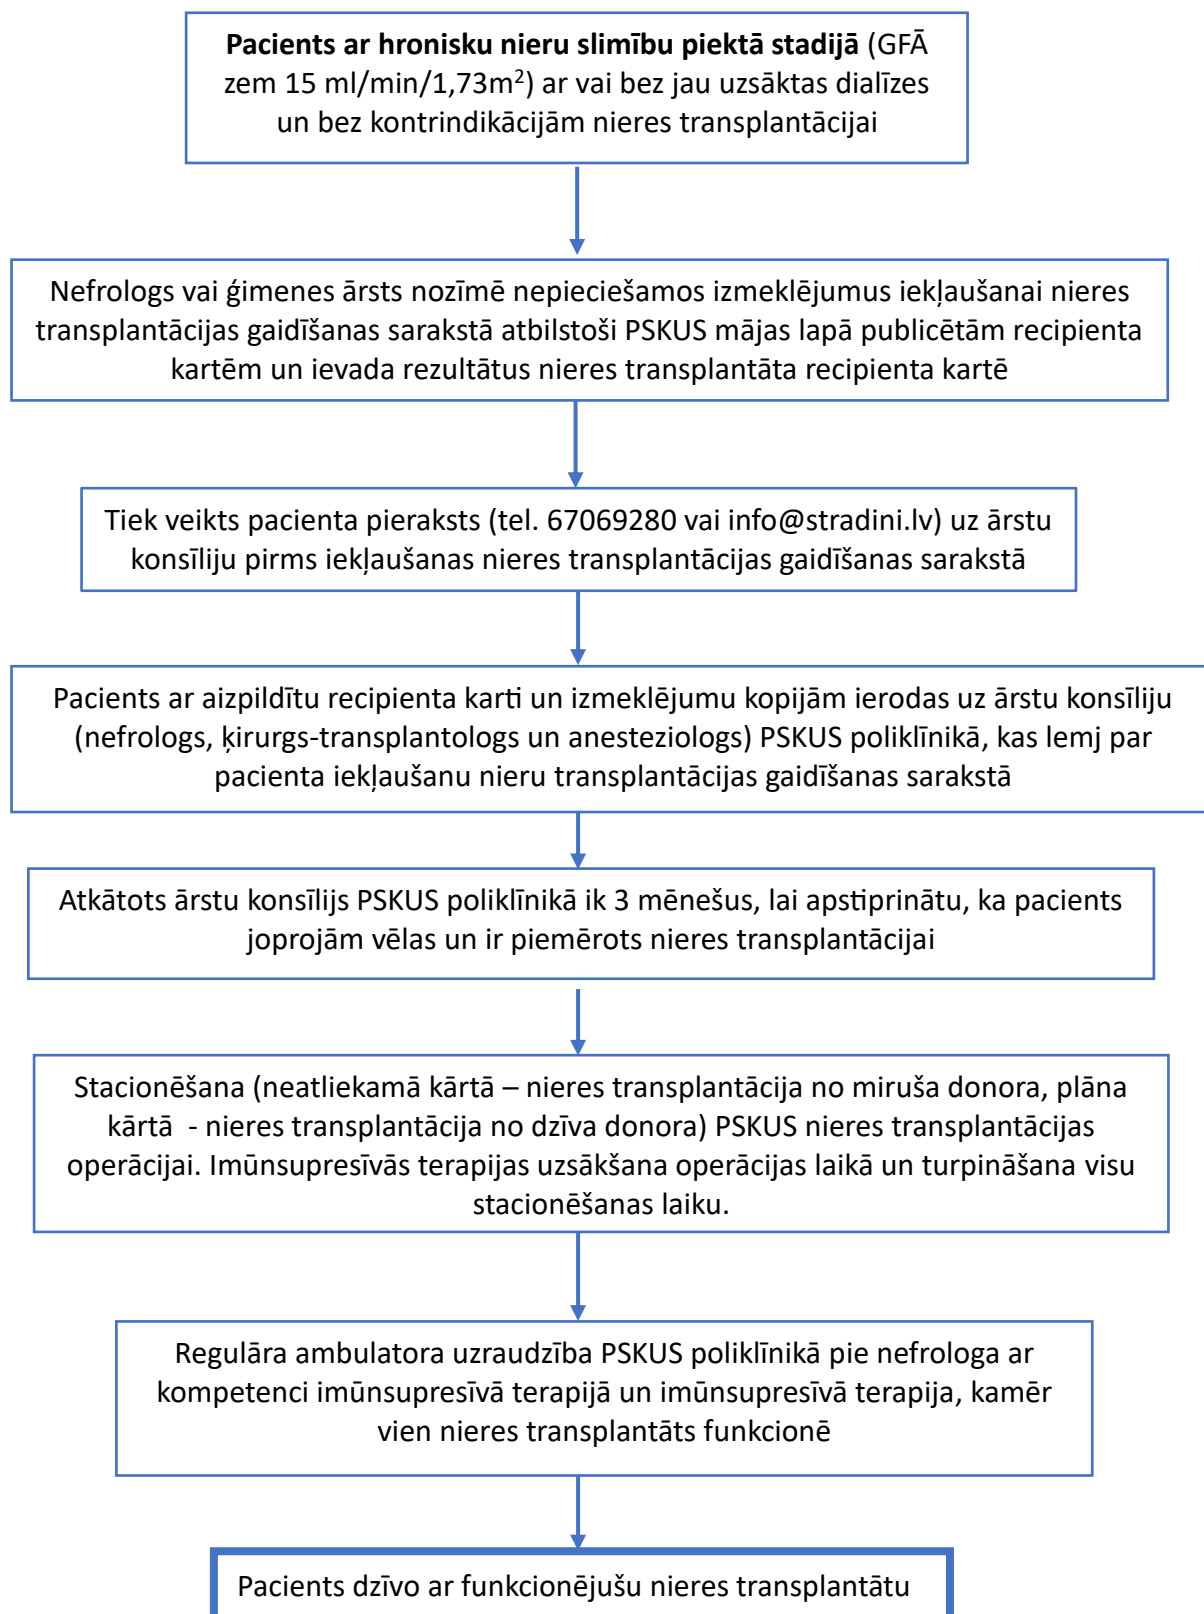 Pacients ar hronisku nieru slimību piektā stadijā (GFĀ
zem 15 ml/min/1,73m²) ar vai bez jau uzsāktas dialīzes
un bez kontrindikācijām nieres transplantācijai
Nefrologs vai ģimenes ārsts nozīmē nepieciešamos izmeklējumus iekļaušanai nieres
transplantācijas gaidīšanas sarakstā atbilstoši PSKUS mājas lapā publicētām recipienta
kartēm un ievada rezultātus nieres transplantāta recipienta kartē
Tiek veikts pacienta pieraksts (tel. 67069280 vai info@stradini.lv) uz ārstu
konsīliju pirms iekļaušanas nieres transplantācijas gaidīšanas sarakstā
Pacients ar aizpildītu recipienta karti un izmeklējumu kopijām ierodas uz ārstu konsīliju
(nefrologs, ķirurgs-transplantologs un anesteziologs) PSKUS poliklīnikā, kas lemj par
pacienta iekļaušanu nieru transplantācijas gaidīšanas sarakstā
Atkātots ārstu konsīlijs PSKUS poliklīnikā ik 3 mēnešus, lai apstiprinātu, ka pacients
joprojām vēlas un ir piemērots nieres transplantācijai
Stacionēšana (neatliekamā kārtā – nieres transplantācija no miruša donora, plāna
kārtā - nieres transplantācija no dzīva donora) PSKUS nieres transplantācijas
operācijai. Imūnsupresīvās terapijas uzsākšana operācijas laikā un turpināšana visu
stacionēšanas laiku.
Regulāra ambulatora uzraudzība PSKUS poliklīnikā pie nefrologa ar
kompetenci imūnsupresīvā terapijā un imūnsupresīvā terapija, kamēr
vien nieres transplantāts funkcionē
Pacients dzīvo ar funkcionējušu nieres transplantātu